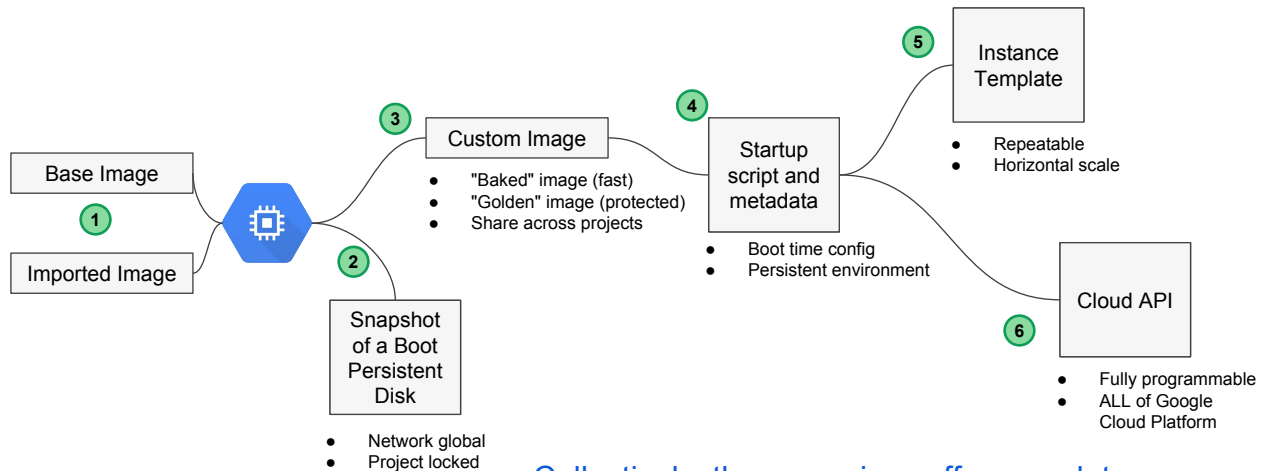 1
Base Image
Imported Image
2
Snapshot
of a Boot
Persistent
Disk
● Network global
● Project locked
3
Custom Image
● "Baked" image (fast)
● "Golden" image (protected)
● Share across projects
4
Startup
script and
metadata
● Boot time config
● Persistent environment
5
Instance
Template
● Repeatable
● Horizontal scale
6
Cloud API
● Fully programmable
● ALL of Google
Cloud Platform